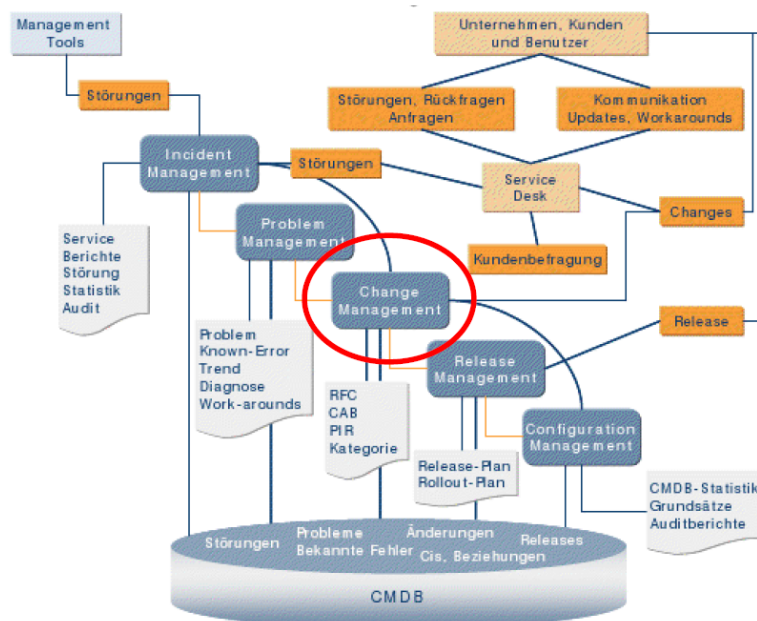 Management
Tools
Unternehmen, Kunden
und Benutzer
Störungen
Störungen, Rückfragen
Anfragen
Kommunikation
Updates, Workarounds
Incident
Management
Störungen
Service
Desk
Changes
Problem
Management
Service
Berichte
Störung
Statistik
Audit
Kundenbefragung
Change
Management
Problem
Known-Error
Trend
Diagnose
Work-arounds
Release
Release
Management
RFC
CAB
PIR
Kategorie
Configuration
Management
Release-Plan
Rollout-Plan
CMDB-Statistik
Grundsätze
Auditberichte
Störungen
Probleme
Bekannte Fehler
Änderungen
Cis, Beziehungen
Releases
CMDB